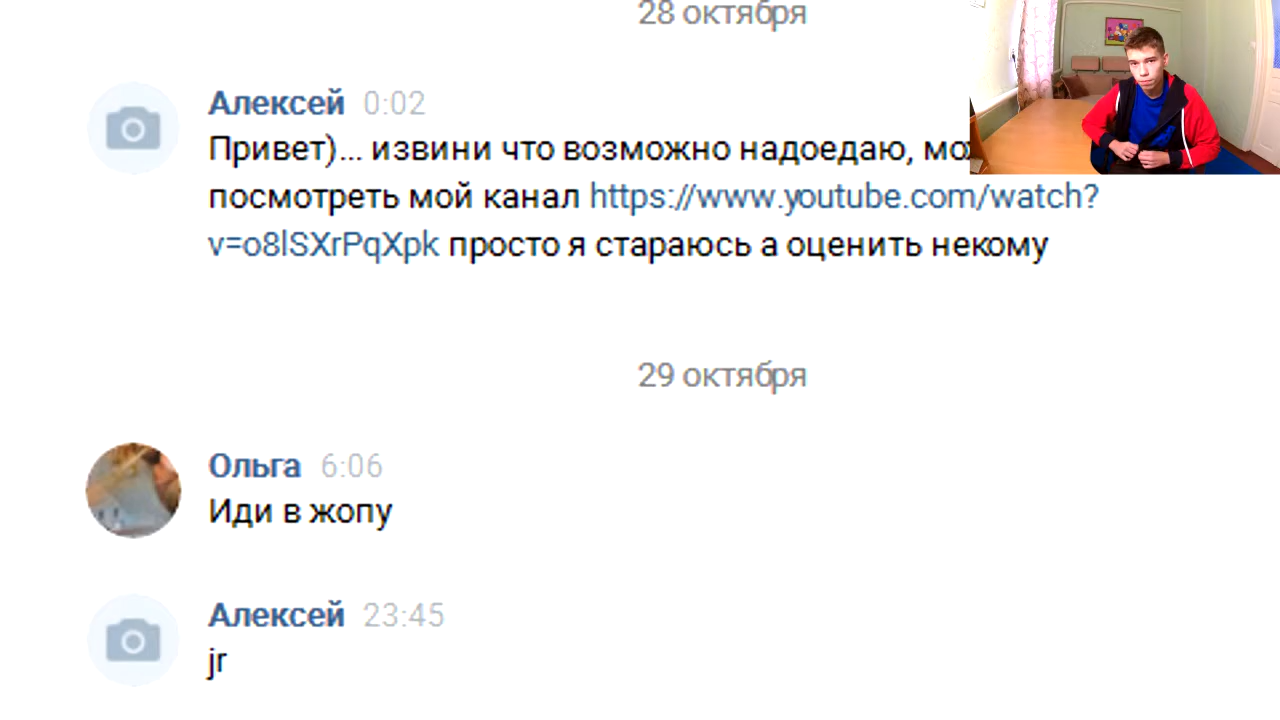 28 октября
Алексей 0:02
Привет)... извини что возможно надоедаю,
посмотреть мой канал https://www.youtube.com/watch?
v=o8lSXrPqXpk просто я стараюсь а оценить некому
29 октября
Ольга 6:06
Иди в жопу
Алексей 23:45
jr